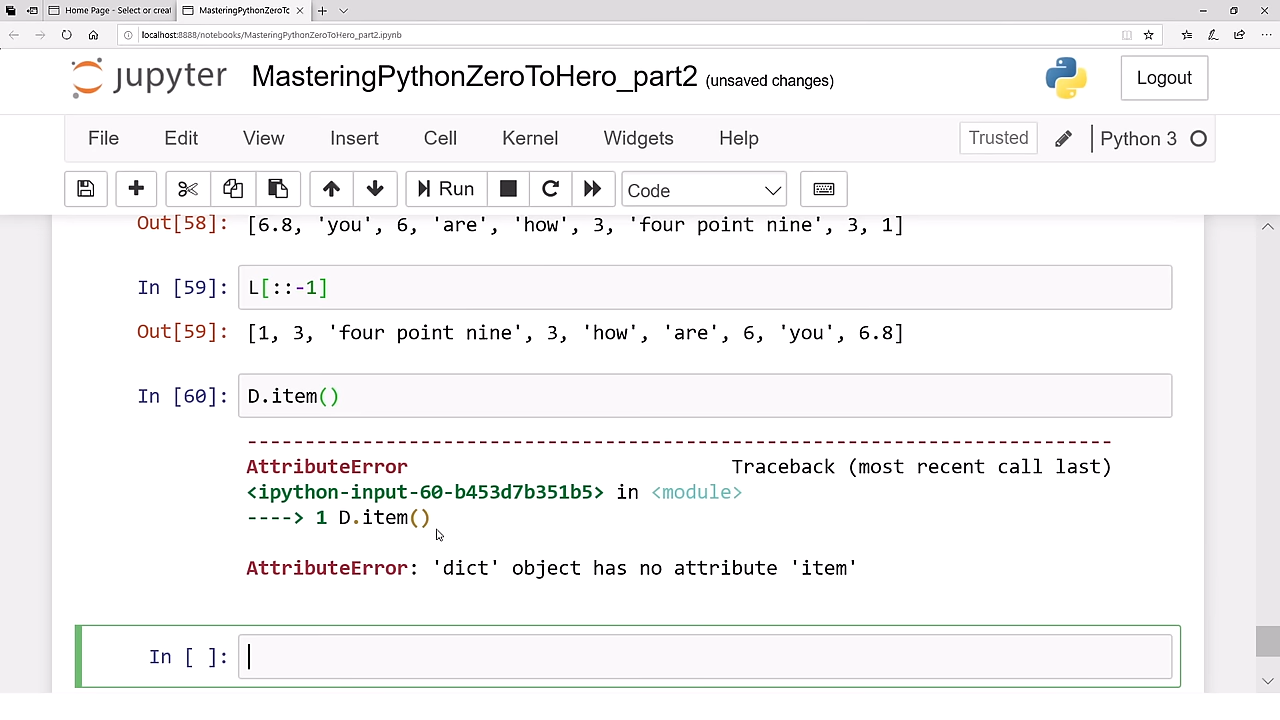 Home Page - Select or creat
MasteringPythonZeroTo
localhost:8888/notebooks/MasteringPythonZeroToHero_part2.ipynb
jupyter MasteringPythonZeroToHero_part2 (unsaved changes)
Logout
File Edit View Insert Cell Kernel Widgets Help
Trusted
Python 3
Run
Code
Out[58]: [6.8, 'you', 6, 'are', 'how', 3, 'four point nine', 3, 1]
In [59]: L[::-1]
Out[59]: [1, 3, 'four point nine', 3, 'how', 'are', 6, 'you', 6.8]
In [60]: D.item()
---------------------------------------------------------------------------
AttributeError Traceback (most recent call last)
<ipython-input-60-b453d7b351b5> in <module>
----> 1 D.item()
AttributeError: 'dict' object has no attribute 'item'
In [ ]: